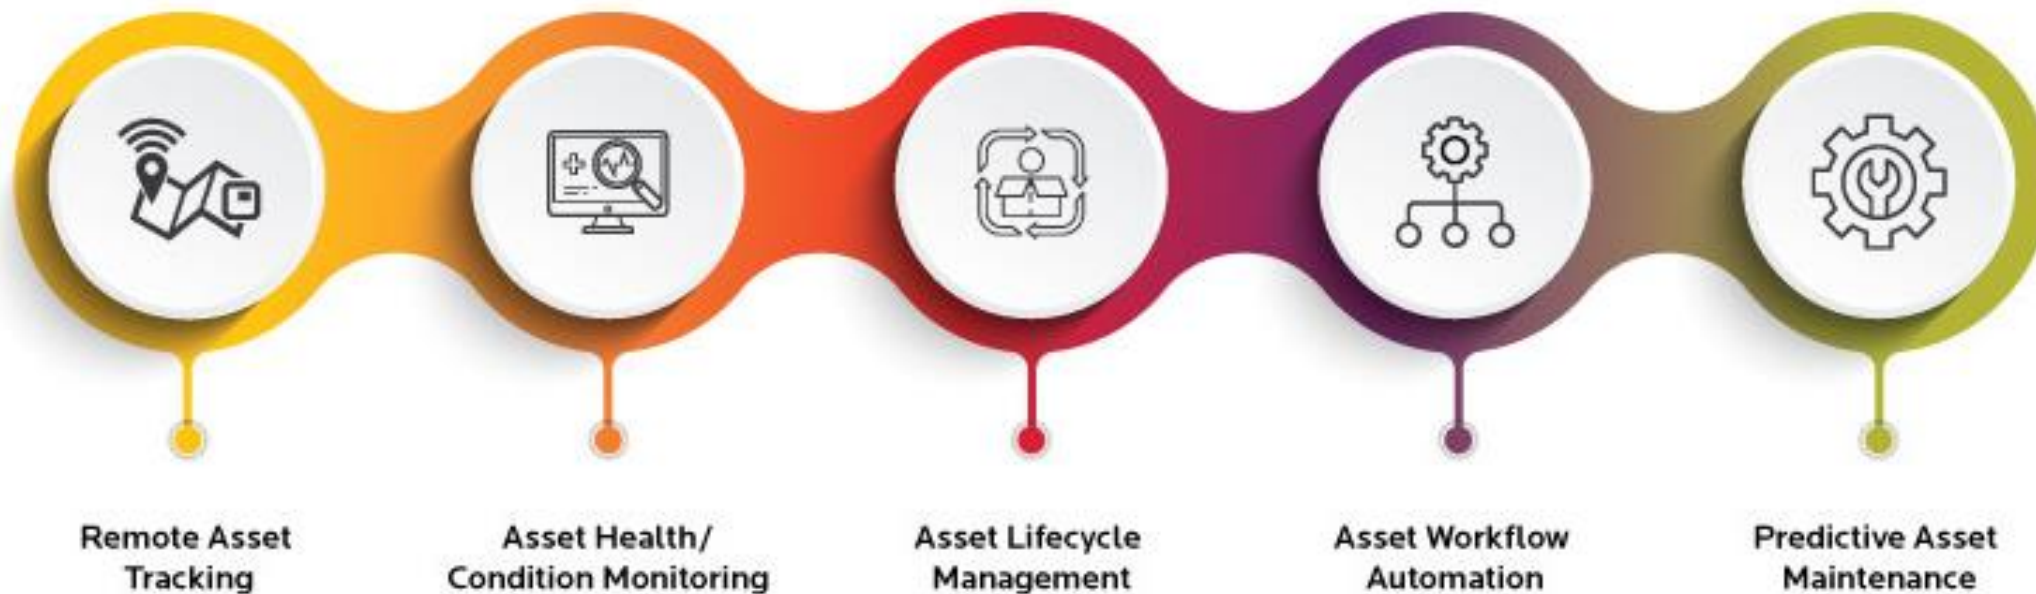 Remote Asset
Tracking
Asset Health/
Condition Monitoring
Asset Lifecycle
Management
Asset Workflow
Automation
Predictive Asset
Maintenance